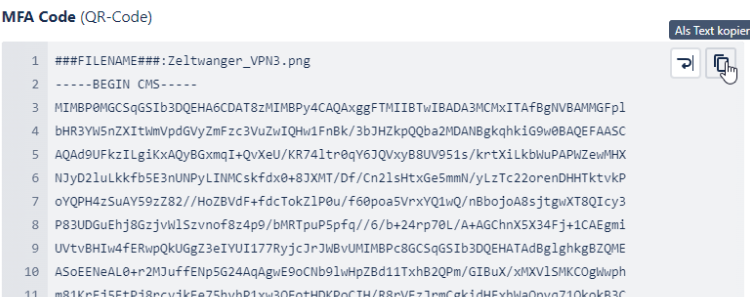 MFA Code (QR-Code)
Als Text kopier
1 ###FILENAME###:Zeltwanger_VPN3.png
2 -----BEGIN CMS-----
3 MIMBP0MGCSqGSIb3DQEHA6CDAT8zMIMBPy4CAQAxggFTMIIBTwIBADA3MCMxITAfBgNVBAMMGFpl
4 bHR3YW5nZXItWmVpdGVyZmFzc3VuZwIQHw1FnBk/3bJHZkpQQba2MDANBgkqhkiG9w0BAQEFAASC
5 AQAd9UFkzILgiKxAQyBGxmqI+QvXeU/KR74ltr0qY6JQVxyB8UV951s/krtXiLkbWuPAPWZewMHX
6 NJyD2luLkkfb5E3nUNPyLINMCskfdx0+8JXMT/Df/Cn2lsHtxGe5mmN/yLzTc22orenDHHTktvkP
7 oYQPH4zSuAY59zZ82//HoZBVdF+fdcTokZlP0u/f60poa5VrxYQ1wQ/nBbojoA8sjtgwXT8QIcy3
8 P83UDGuEhj8GzjvWlSzvnof8z4p9/bMRTpuP5pfq//6/b+24rp70L/A+AGChnX5X34Fj+1CAEgmi
9 UVtvBHIw4fERwpQkUGgZ3eIYUI177RyjcJrJWBvUMIMBPc8GCSqGSIb3DQEHATAdBglghkgBZQME
10 ASoEENeAL0+r2MJuffENp5G24AqAgwE9oCNb9lwHpZBd11TxhB2QPm/GIBuX/xMXVlSMKCOgWwph
11